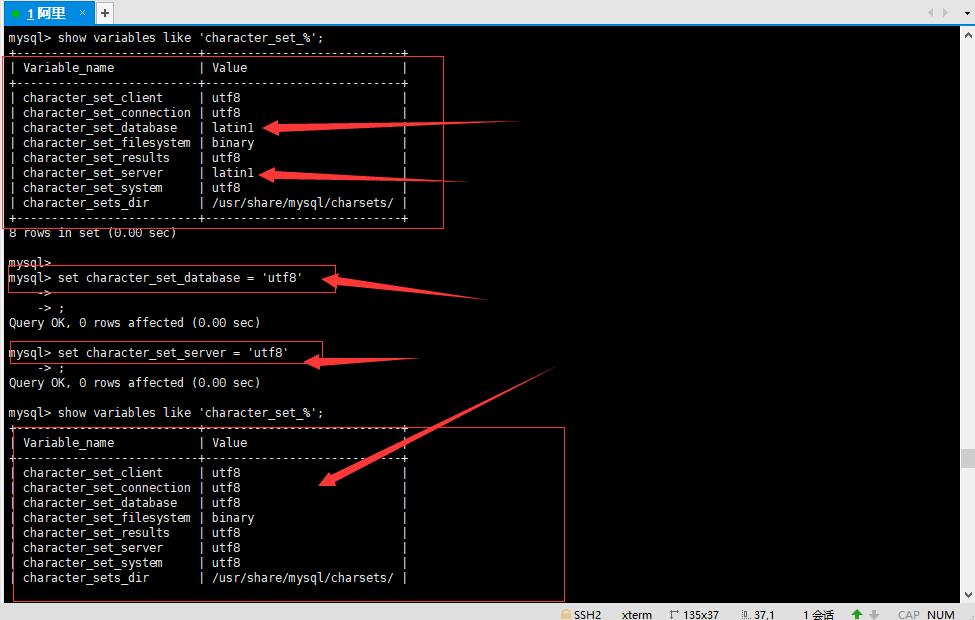 1 阿里 × +
mysql> show variables like 'character_set_%';
+--------------------------+----------------------------+
| Variable_name | Value |
+--------------------------+----------------------------+
| character_set_client | utf8 |
| character_set_connection | utf8 |
| character_set_database | latin1 |
| character_set_filesystem | binary |
| character_set_results | utf8 |
| character_set_server | latin1 |
| character_set_system | utf8 |
| character_sets_dir | /usr/share/mysql/charsets/ |
+--------------------------+----------------------------+
8 rows in set (0.00 sec)
mysql>
mysql> set character_set_database = 'utf8'
->
-> ;
Query OK, 0 rows affected (0.00 sec)
mysql> set character_set_server = 'utf8'
-> ;
Query OK, 0 rows affected (0.00 sec)
mysql> show variables like 'character_set_%';
+--------------------------+----------------------------+
| Variable_name | Value |
+--------------------------+----------------------------+
| character_set_client | utf8 |
| character_set_connection | utf8 |
| character_set_database | utf8 |
| character_set_filesystem | binary |
| character_set_results | utf8 |
| character_set_server | utf8 |
| character_set_system | utf8 |
| character_sets_dir | /usr/share/mysql/charsets/ |
SSH2 xterm 135x37 37,1 1 会话 CAP NUM